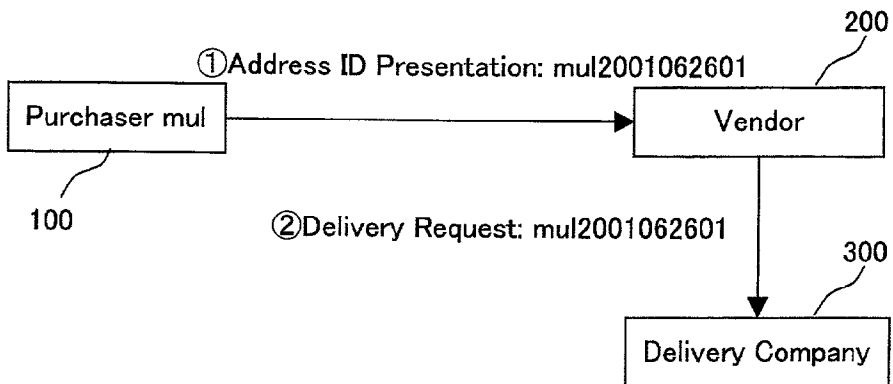 200
①Address ID Presentation: mul2001062601
Purchaser mul
Vendor
100
②Delivery Request: mul2001062601
300
Delivery Company